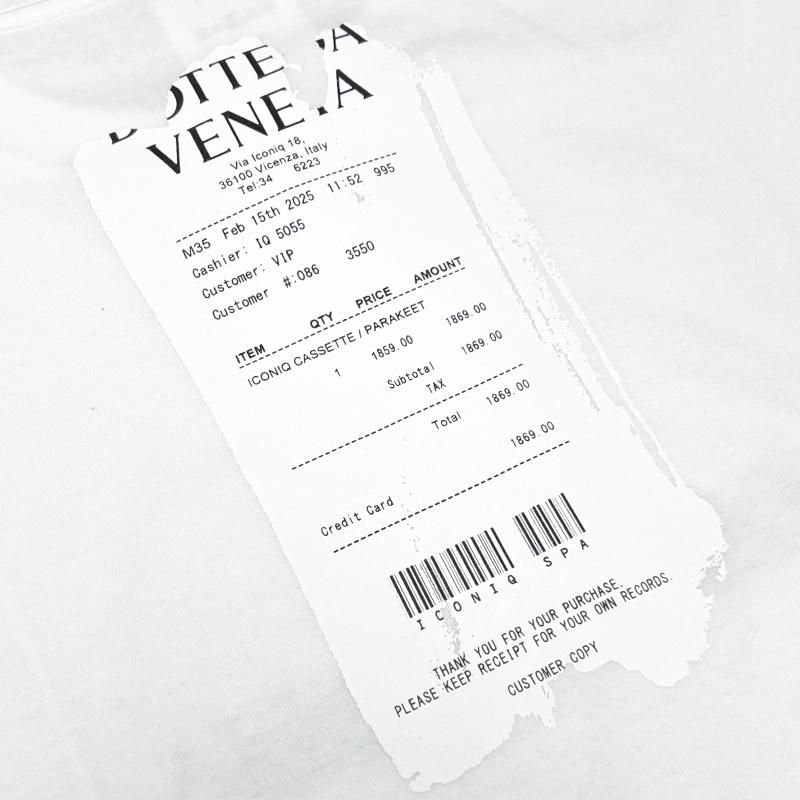 BOTTEGA
VENETA
Via Iconiq 18,
36100 Vicenza, Italy
Tel:34 6223
M35 Feb 15th 2025 11:52 995
Cashier: IQ 5055
Customer: VIP
Customer #:086 3550
ITEM QTY PRICE AMOUNT
ICONIQ CASSETTE / PARAKEET
1 1859.00 1869.00
Subtotal 1869.00
TAX
Total 1869.00
1869.00
Credit Card
ICONIQ SPA
THANK YOU FOR YOUR PURCHASE,
PLEASE KEEP RECEIPT FOR YOUR OWN RECORDS.
CUSTOMER COPY